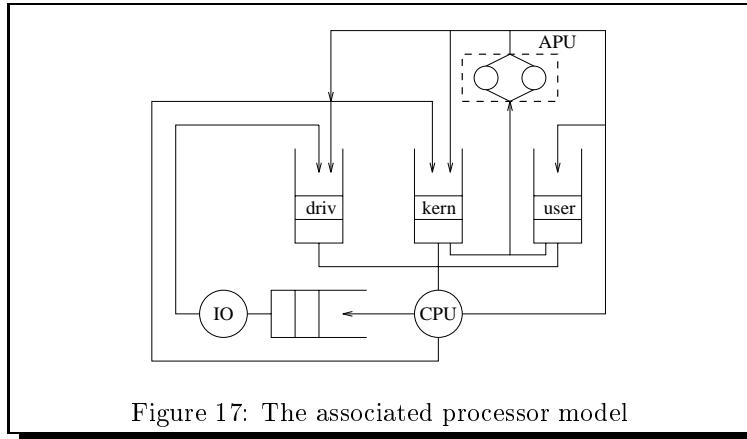 APU
driv kern user
IO CPU
Figure 17: The associated processor model